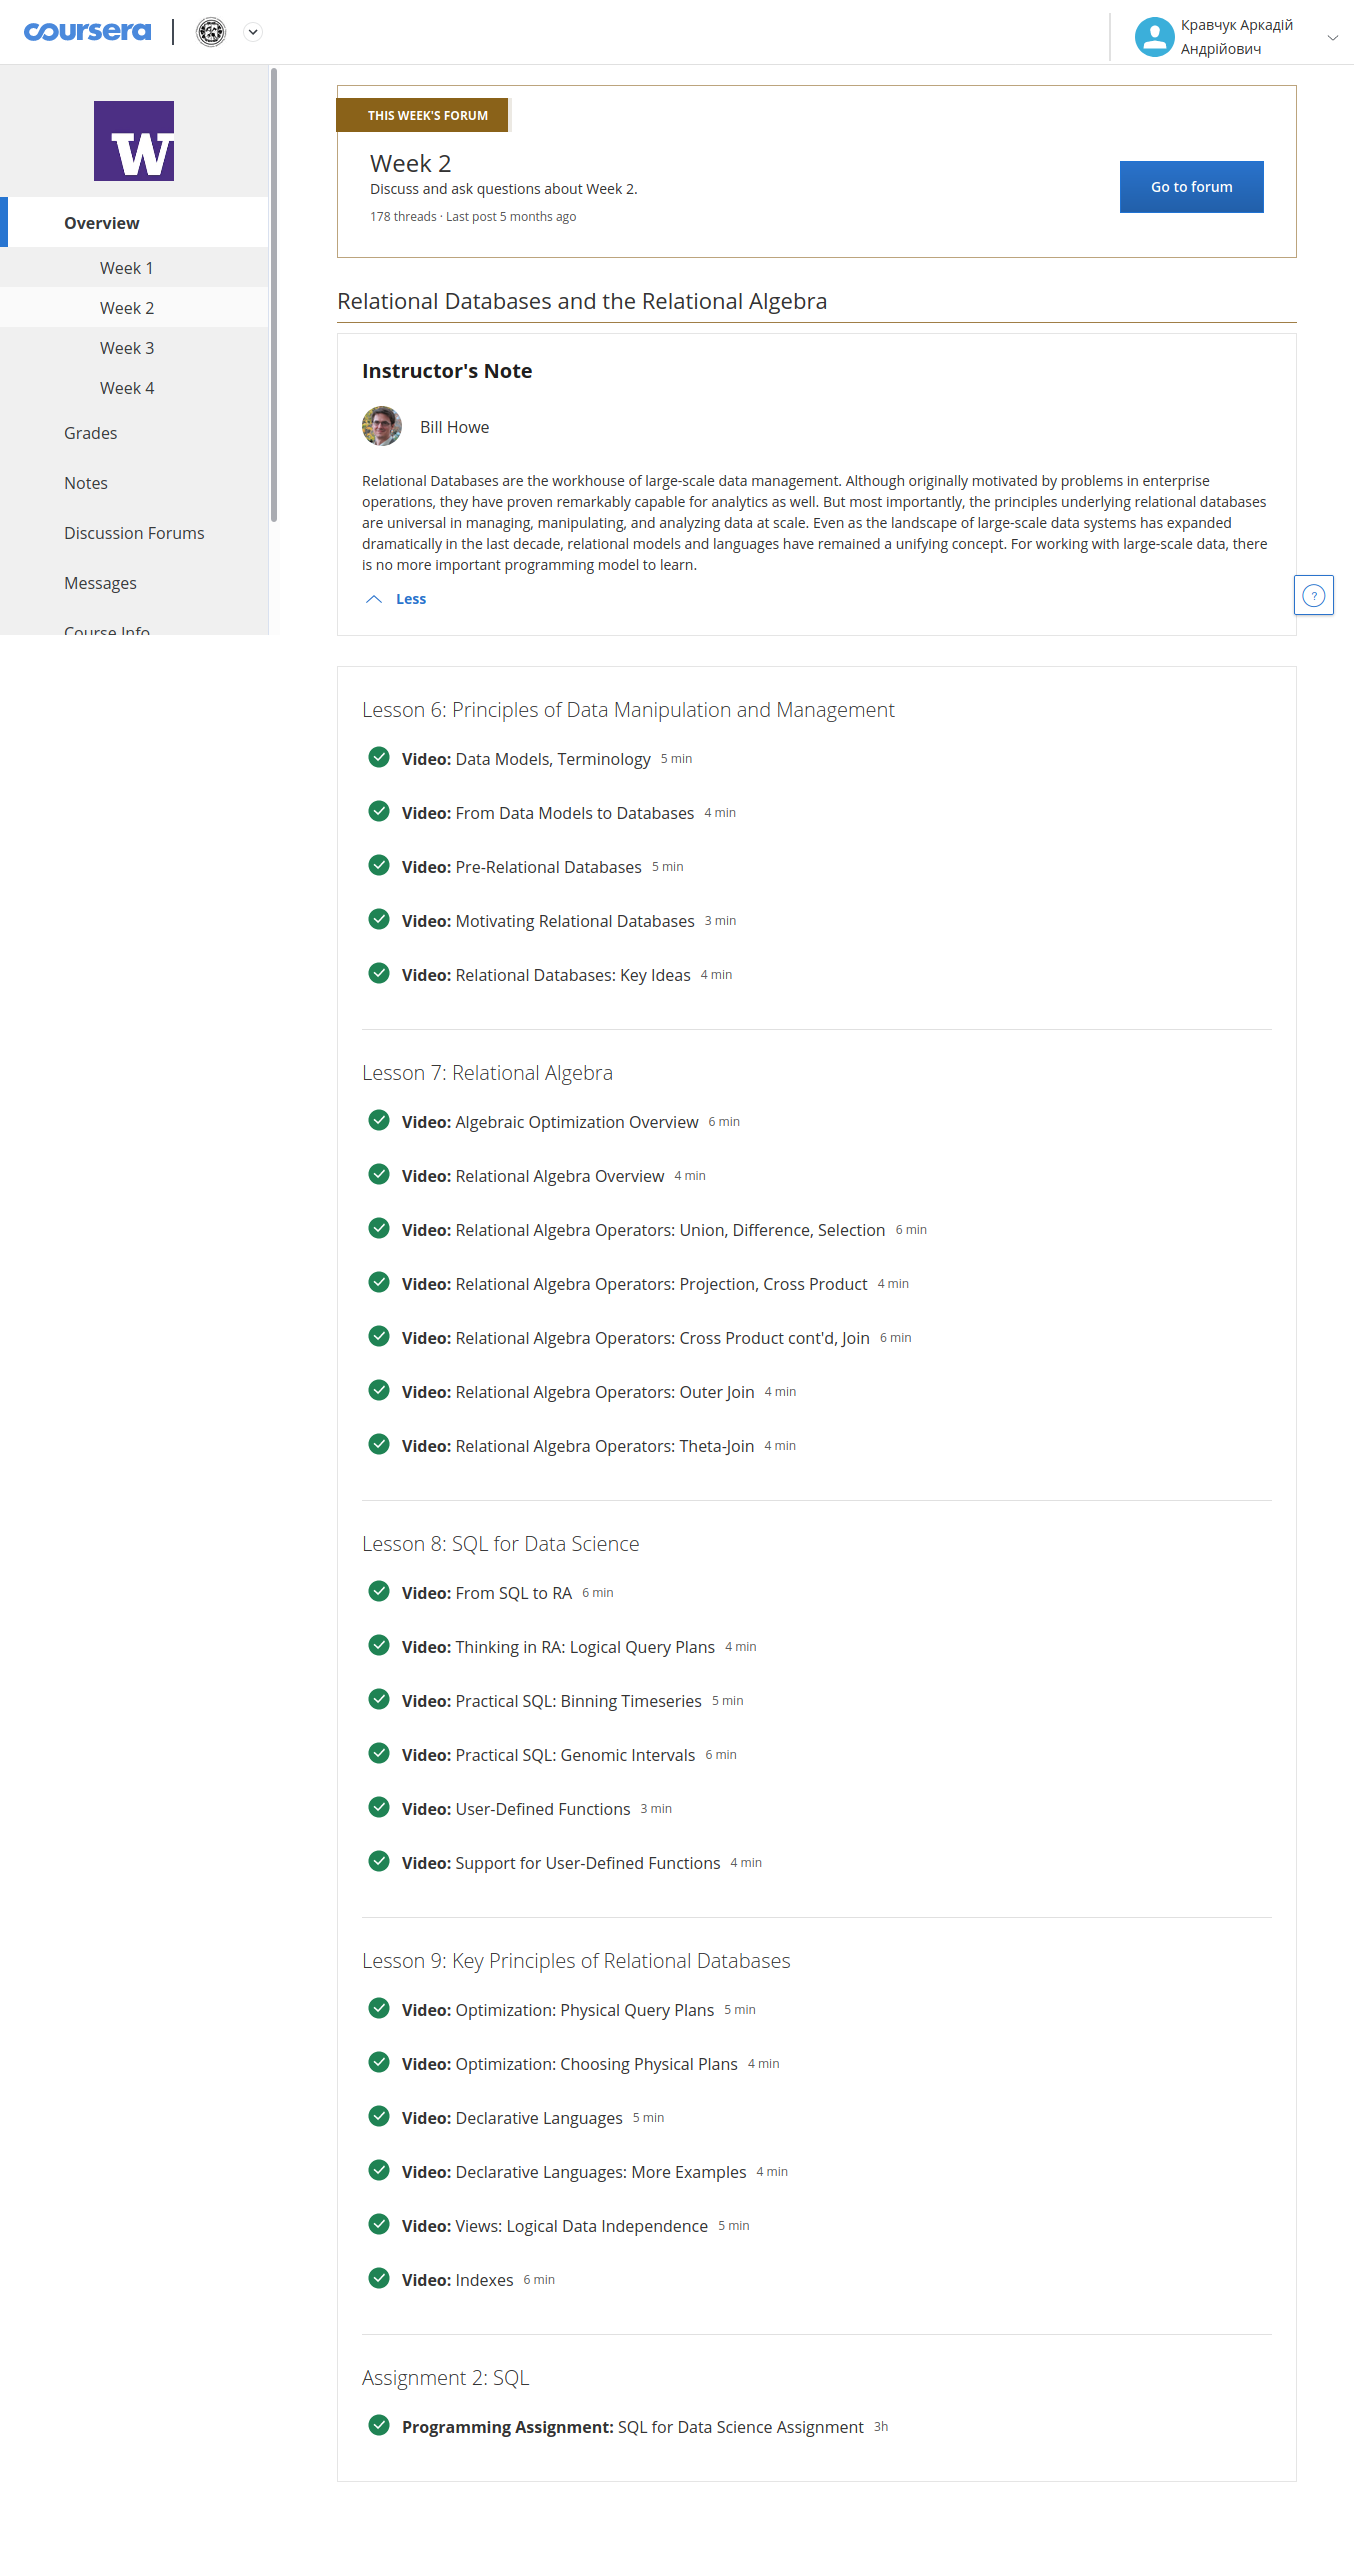 coursera
Кравчук Аркадій
Андрійович
W
Overview
Week 1
Week 2
Week 3
Week 4
Grades
Notes
Discussion Forums
Messages
Course Info
THIS WEEK'S FORUM
Week 2
Discuss and ask questions about Week 2.
178 threads · Last post 5 months ago
Go to forum
Relational Databases and the Relational Algebra
Instructor's Note
Bill Howe
Relational Databases are the workhouse of large-scale data management. Although originally motivated by problems in enterprise
operations, they have proven remarkably capable for analytics as well. But most importantly, the principles underlying relational databases
are universal in managing, manipulating, and analyzing data at scale. Even as the landscape of large-scale data systems has expanded
dramatically in the last decade, relational models and languages have remained a unifying concept. For working with large-scale data, there
is no more important programming model to learn.
Less
?
Lesson 6: Principles of Data Manipulation and Management
Video: Data Models, Terminology 5 min
Video: From Data Models to Databases 4 min
Video: Pre-Relational Databases 5 min
Video: Motivating Relational Databases 3 min
Video: Relational Databases: Key Ideas 4 min
Lesson 7: Relational Algebra
Video: Algebraic Optimization Overview 6 min
Video: Relational Algebra Overview 4 min
Video: Relational Algebra Operators: Union, Difference, Selection 6 min
Video: Relational Algebra Operators: Projection, Cross Product 4 min
Video: Relational Algebra Operators: Cross Product cont'd, Join 6 min
Video: Relational Algebra Operators: Outer Join 4 min
Video: Relational Algebra Operators: Theta-Join 4 min
Lesson 8: SQL for Data Science
Video: From SQL to RA 6 min
Video: Thinking in RA: Logical Query Plans 4 min
Video: Practical SQL: Binning Timeseries 5 min
Video: Practical SQL: Genomic Intervals 6 min
Video: User-Defined Functions 3 min
Video: Support for User-Defined Functions 4 min
Lesson 9: Key Principles of Relational Databases
Video: Optimization: Physical Query Plans 5 min
Video: Optimization: Choosing Physical Plans 4 min
Video: Declarative Languages 5 min
Video: Declarative Languages: More Examples 4 min
Video: Views: Logical Data Independence 5 min
Video: Indexes 6 min
Assignment 2: SQL
Programming Assignment: SQL for Data Science Assignment 3h